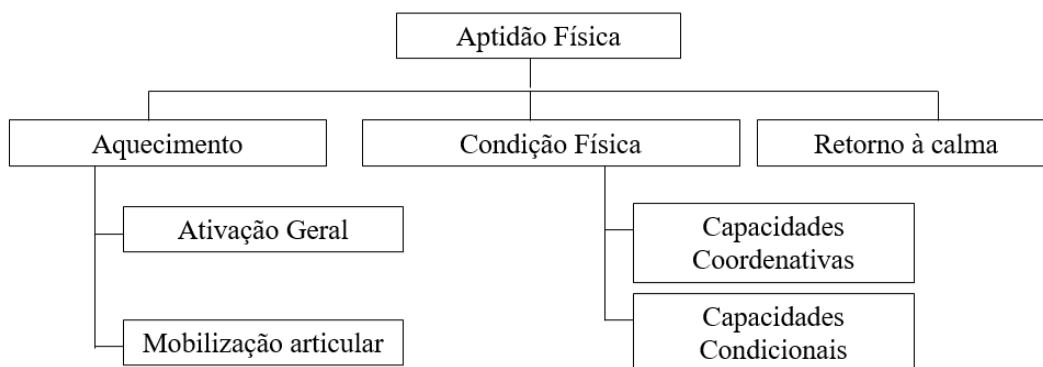 Aptidão Física
Aquecimento
Condição Física
Retorno à calma
Ativação Geral
Mobilização articular
Capacidades
Coordenativas
Capacidades
Condicionais